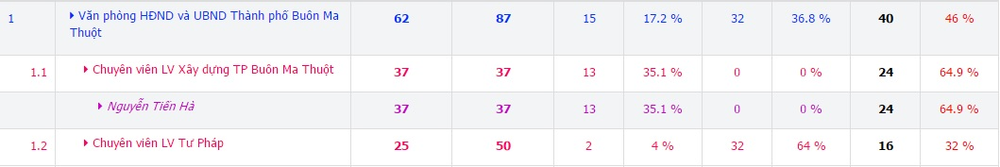 1 Văn phòng HĐND và UBND Thành phố Buôn Ma 62 87 15 17.2 % 32 36.8 % 40 46 %
Thuột
1.1 Chuyên viên LV Xây dựng TP Buôn Ma Thuột 37 37 13 35.1 % 0 0 % 24 64.9 %
Nguyễn Tiến Hà 37 37 13 35.1 % 0 0 % 24 64.9 %
1.2 Chuyên viên LV Tư Pháp 25 50 2 4 % 32 64 % 16 32 %